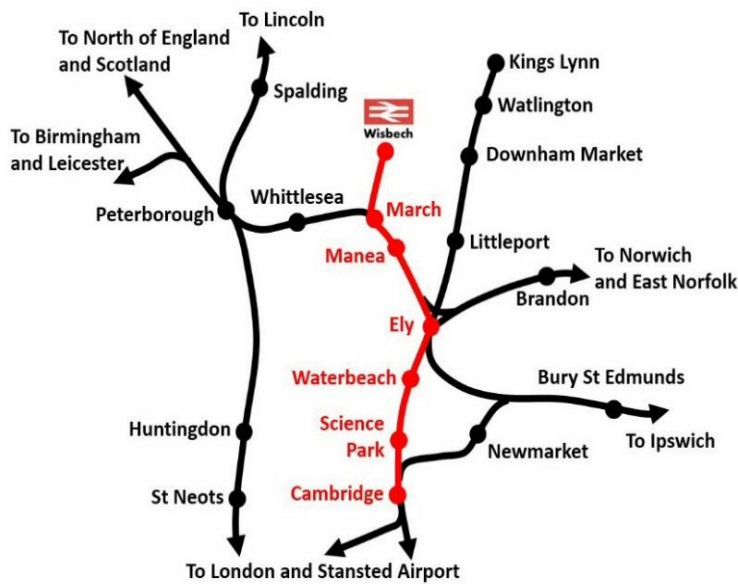 To Lincoln
To North of England
and Scotland
Kings Lynn
Spalding
Watlington
Wisbech
To Birmingham
and Leicester
Downham Market
Whittlesea
Peterborough
March
Manea
Littleport
To Norwich
and East Norfolk
Brandon
Ely
Waterbeach
Bury St Edmunds
Huntingdon
Science
Park
Newmarket
To Ipswich
St Neots
Cambridge
To London and Stansted Airport